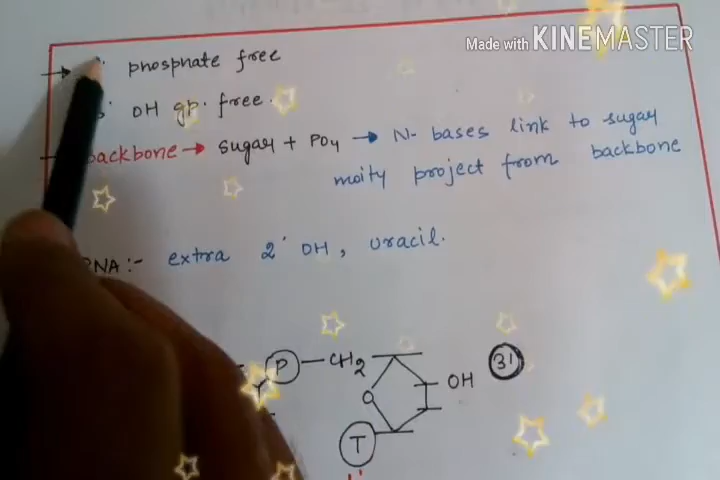 Made with KINEMASTER
phosphate free
OH gp. free.
backbone → sugar + PO4 → N- bases link to sugar
moity project from backbone
RNA :- extra 2' OH, uracil.
P — CH2
OH 3'
O
T